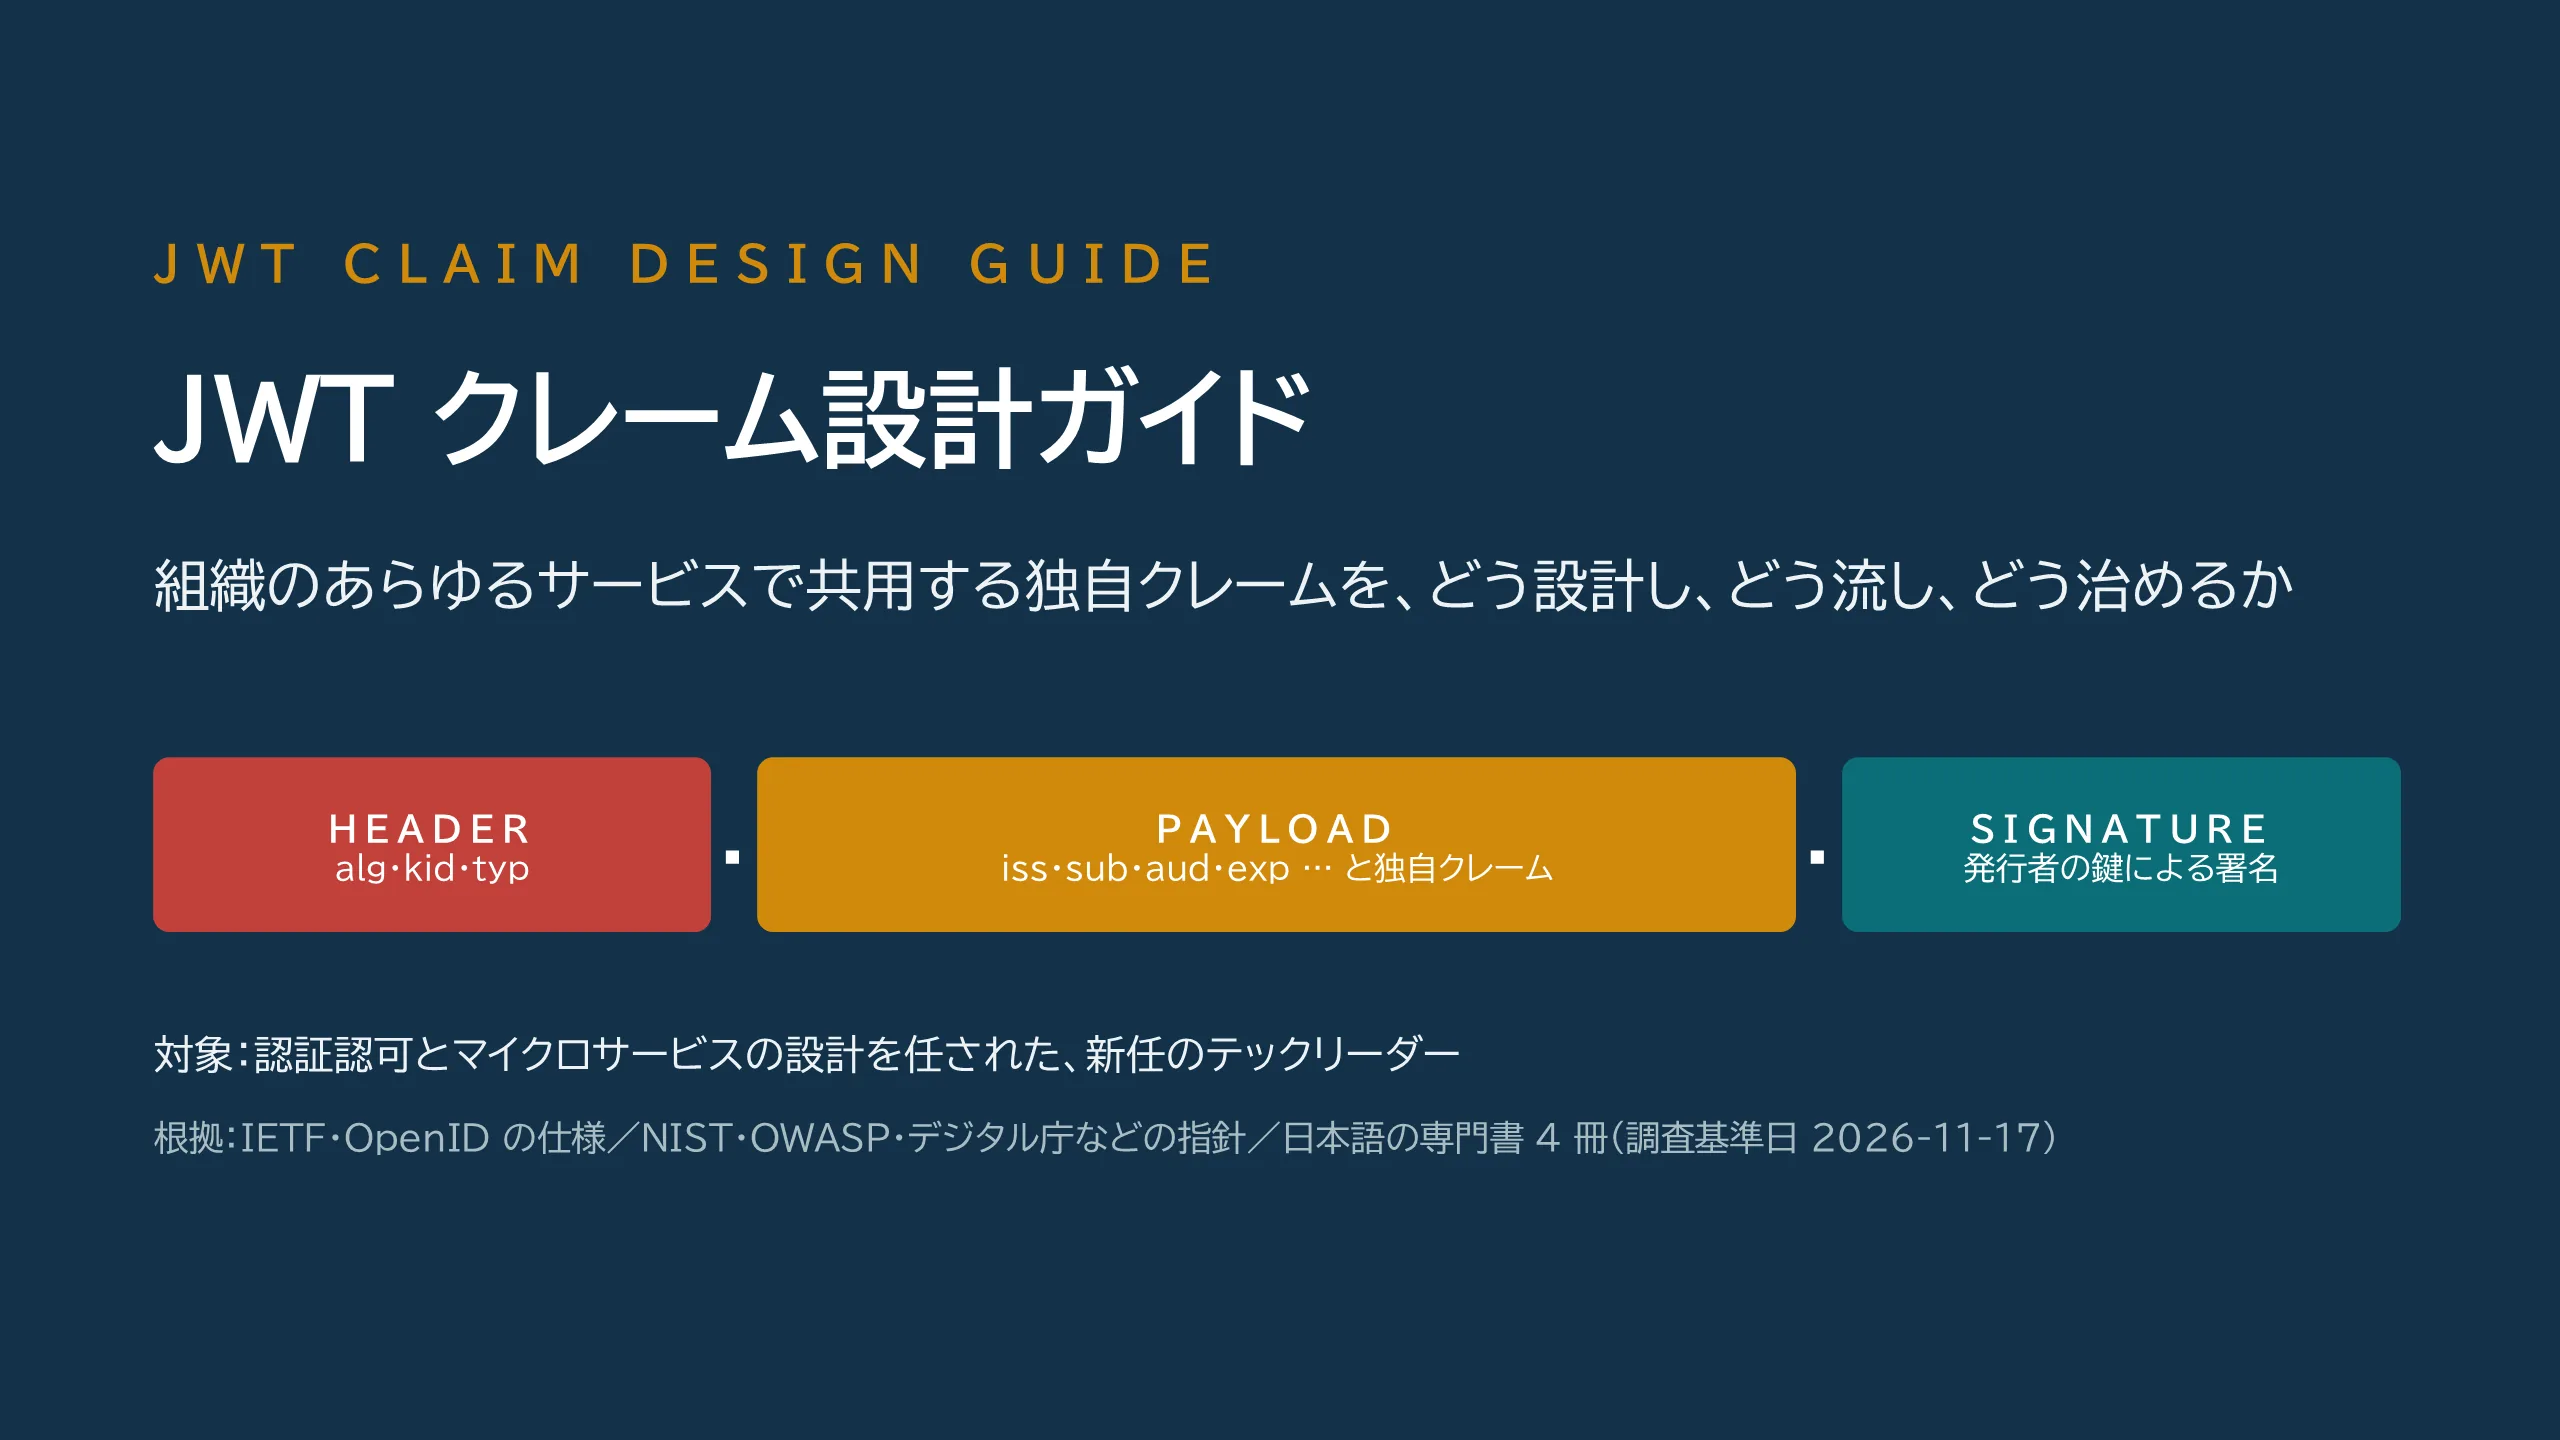 JWT CLAIM DESIGN GUIDE
JWT クレーム設計ガイド
組織のあらゆるサービスで共用する独自クレームを、どう設計し、どう流し、どう治めるか
HEADER
alg・kid・typ
.
PAYLOAD
iss・sub・aud・exp … と独自クレーム
.
SIGNATURE
発行者の鍵による署名
対象：認証認可とマイクロサービスの設計を任された、新任のテックリーダー
根拠：IETF・OpenID の仕様／NIST・OWASP・デジタル庁などの指針／日本語の専門書 4 冊（調査基準日 2026-11-17）